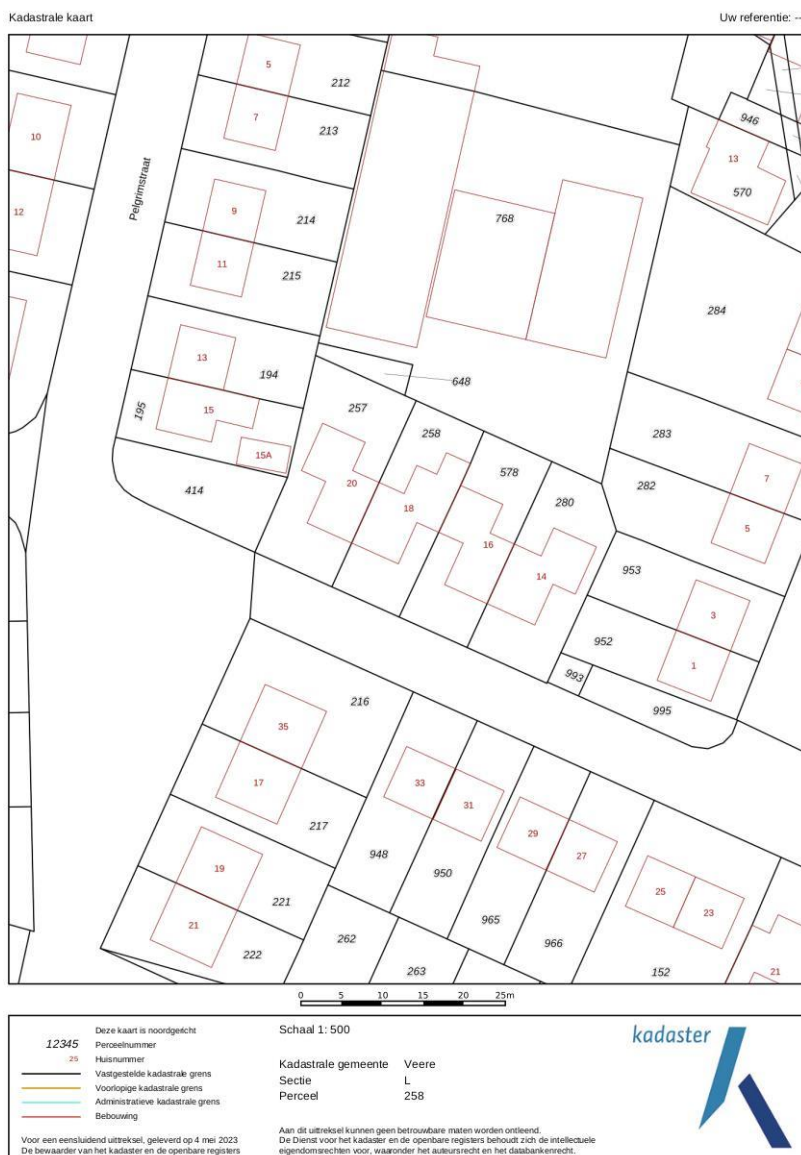 Kadastrale kaart
Uw referentie: --
5
212
7
213
10
946
13
570
12
9
214
768
11
215
284
Pelgrimstraat
13
194
648
195
15
257
258
283
15A
578
7
414
20
18
282
280
5
16
953
14
3
952
1
993
995
216
35
17
33
31
217
948
29
27
950
19
221
965
25
23
21
222
262
966
263
152
21
0 5 10 15 20 25m
Deze kaart is noordgericht
12345 Perceelnummer
25 Huisnummer
Vastgestelde kadastrale grens
Voorlopige kadastrale grens
Administratieve kadastrale grens
Bebouwing
Voor een eensluidend uittreksel, geleverd op 4 mei 2023
De bewaarder van het kadaster en de openbare registers
Schaal 1: 500
Kadastrale gemeente Veere
Sectie L
Perceel 258
Aan dit uittreksel kunnen geen betrouwbare maten worden ontleend.
De Dienst voor het kadaster en de openbare registers behoudt zich de intellectuele
eigendomsrechten voor, waaronder het auteursrecht en het databankenrecht.
kadaster